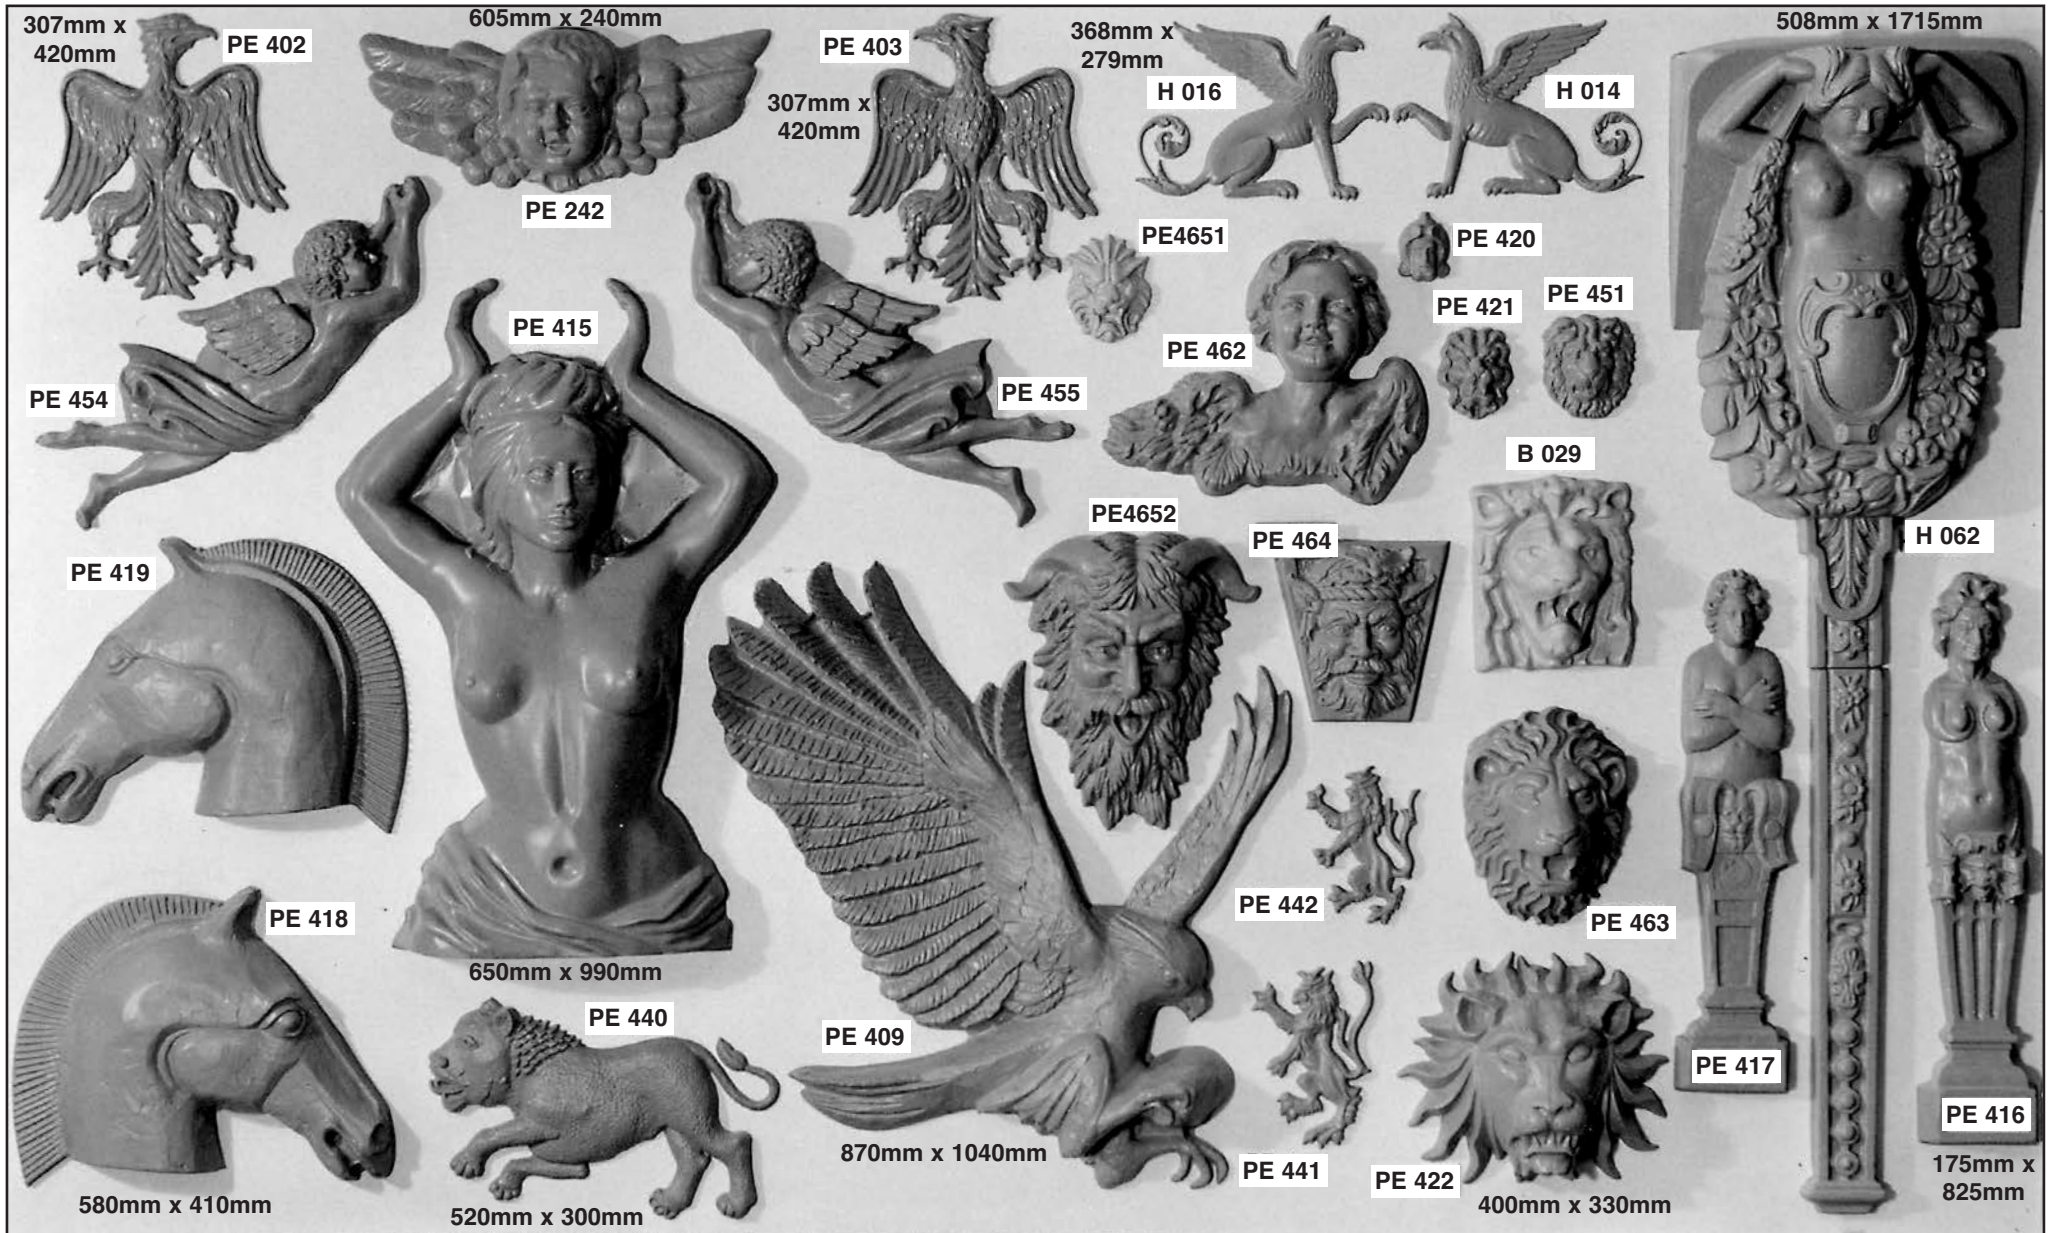 307mm x
420mm
PE 402
605mm x 240mm
PE 242
PE 403
307mm x
420mm
368mm x
279mm
H 016
H 014
508mm x 1715mm
PE4651
PE 420
PE 421
PE 451
PE 415
PE 462
PE 454
PE 455
B 029
PE4652
PE 464
H 062
PE 419
PE 442
PE 463
PE 418
650mm x 990mm
PE 440
PE 409
PE 417
PE 416
870mm x 1040mm
PE 441
PE 422
175mm x
825mm
580mm x 410mm
520mm x 300mm
400mm x 330mm